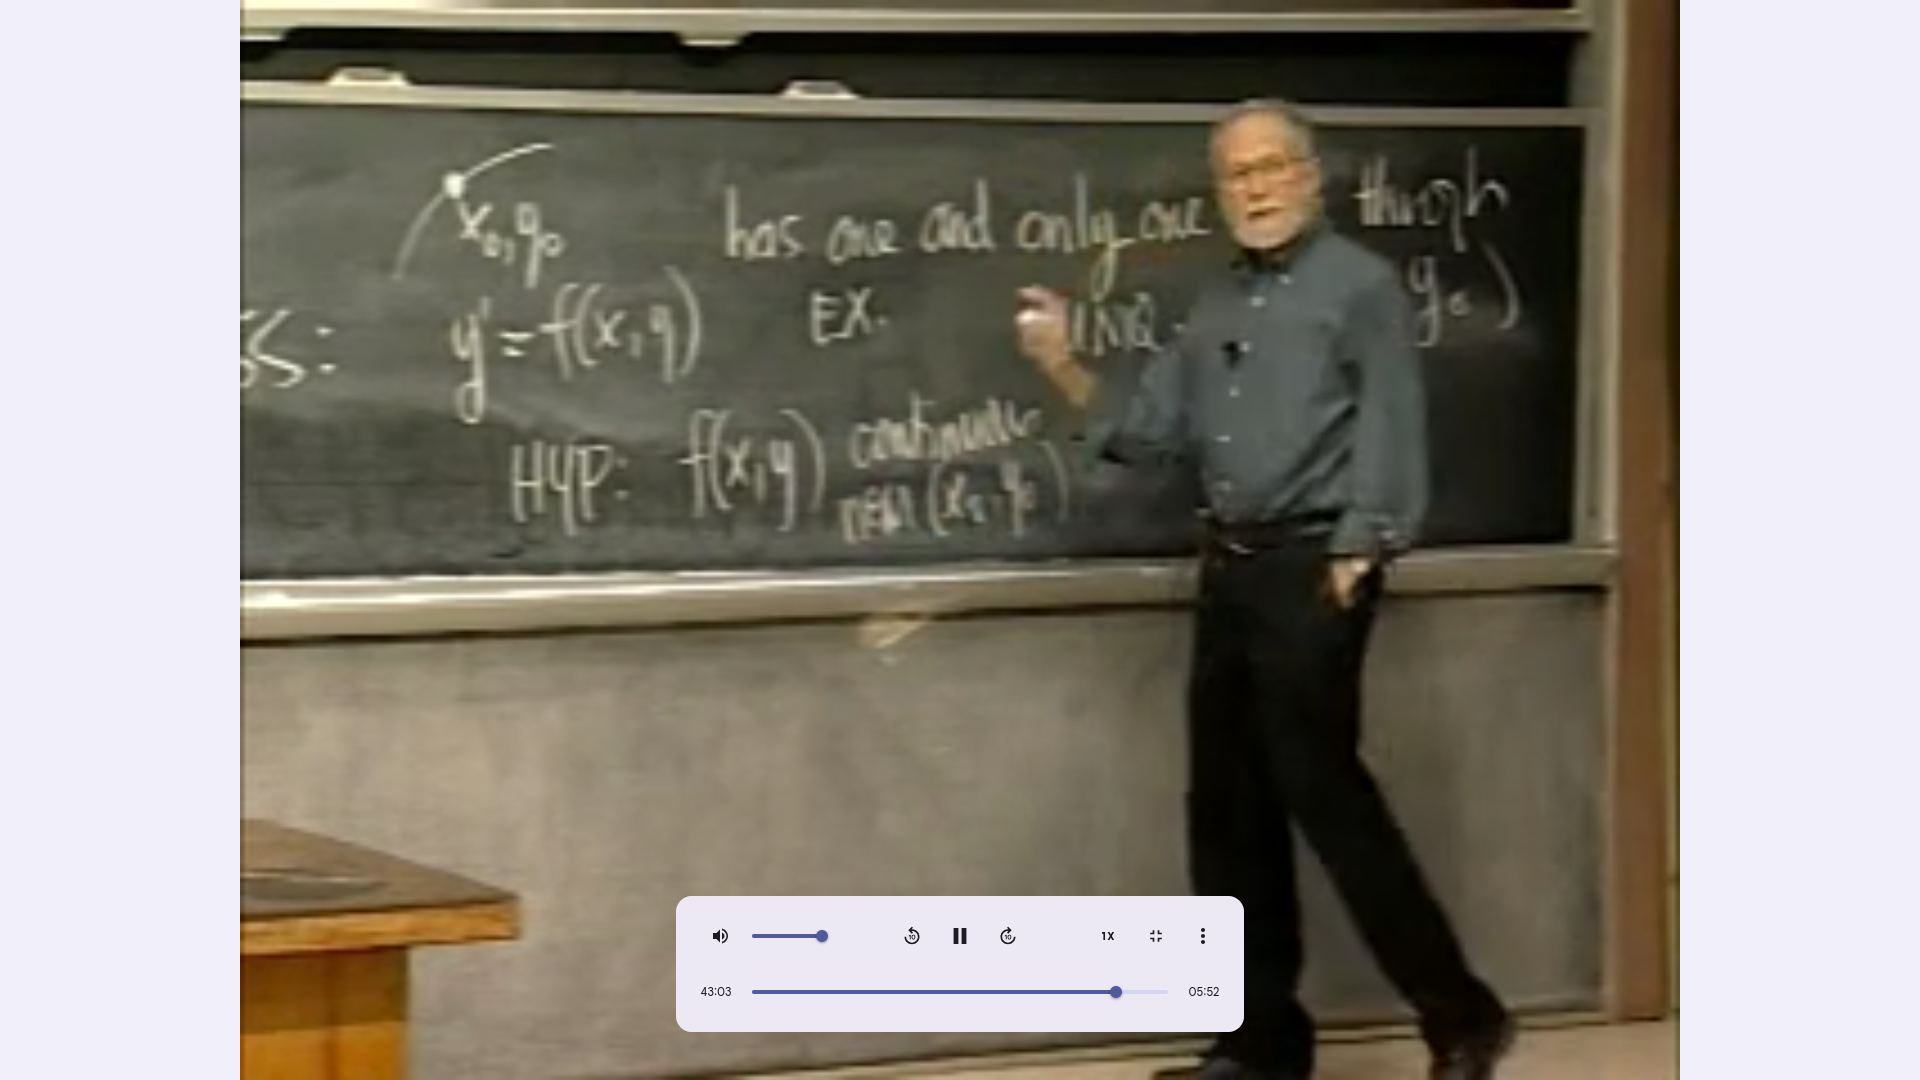 x₀, y₀
has one and only one through
y₀)
SS: y' = f(x, y)
EX. UNIQ.
HYP: f(x, y) continuous
near (x₀, y₀)
1X
43:03
05:52